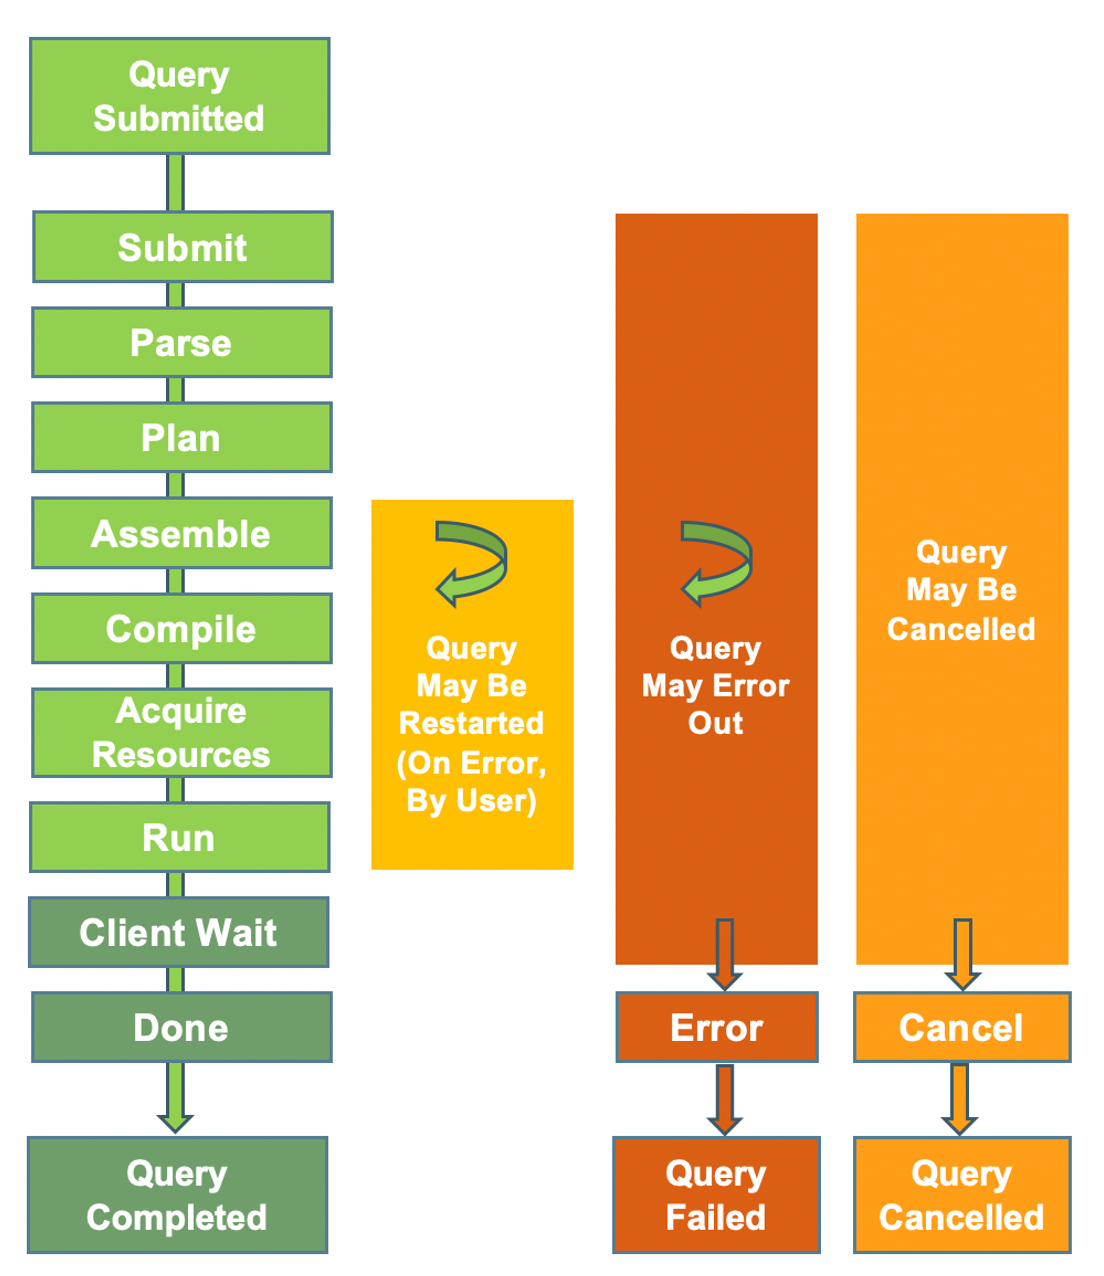 Query
Submitted
Submit
Parse
Plan
Assemble
Compile
Acquire
Resources
Run
Client Wait
Done
Query
Completed
Query
May Be
Restarted
(On Error,
By User)
Query
May Error
Out
Error
Query
Failed
Query
May Be
Cancelled
Cancel
Query
Cancelled